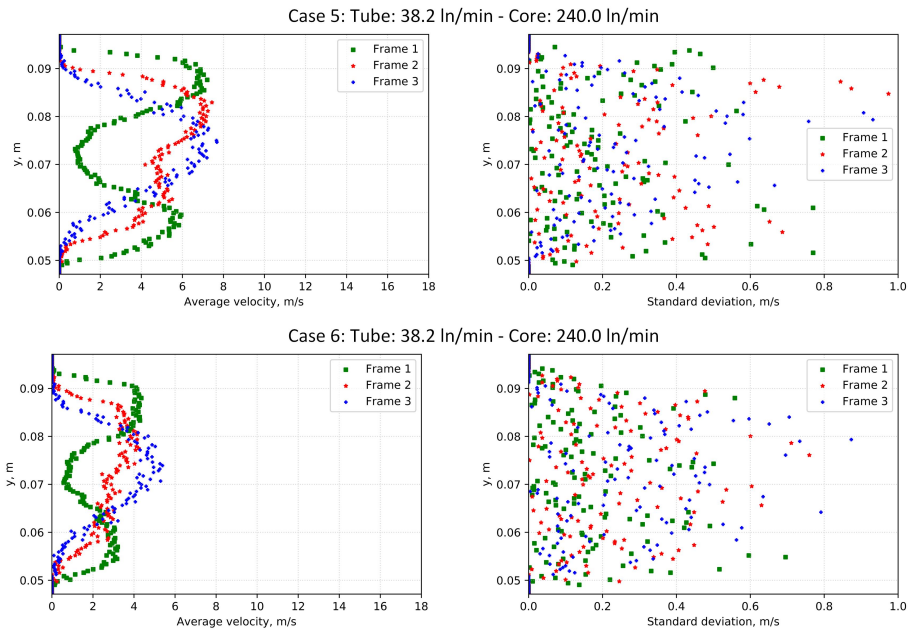 Case 5: Tube: 38.2 ln/min - Core: 240.0 ln/min
y, m
0.09
0.08
0.07
0.06
0.05
0 2 4 6 8 10 12 14 16 18
Average velocity, m/s
Frame 1
Frame 2
Frame 3
y, m
0.09
0.08
0.07
0.06
0.05
0.0 0.2 0.4 0.6 0.8 1.0
Standard deviation, m/s
Frame 1
Frame 2
Frame 3
Case 6: Tube: 38.2 ln/min - Core: 240.0 ln/min
y, m
0.09
0.08
0.07
0.06
0.05
0 2 4 6 8 10 12 14 16 18
Average velocity, m/s
Frame 1
Frame 2
Frame 3
y, m
0.09
0.08
0.07
0.06
0.05
0.0 0.2 0.4 0.6 0.8 1.0
Standard deviation, m/s
Frame 1
Frame 2
Frame 3